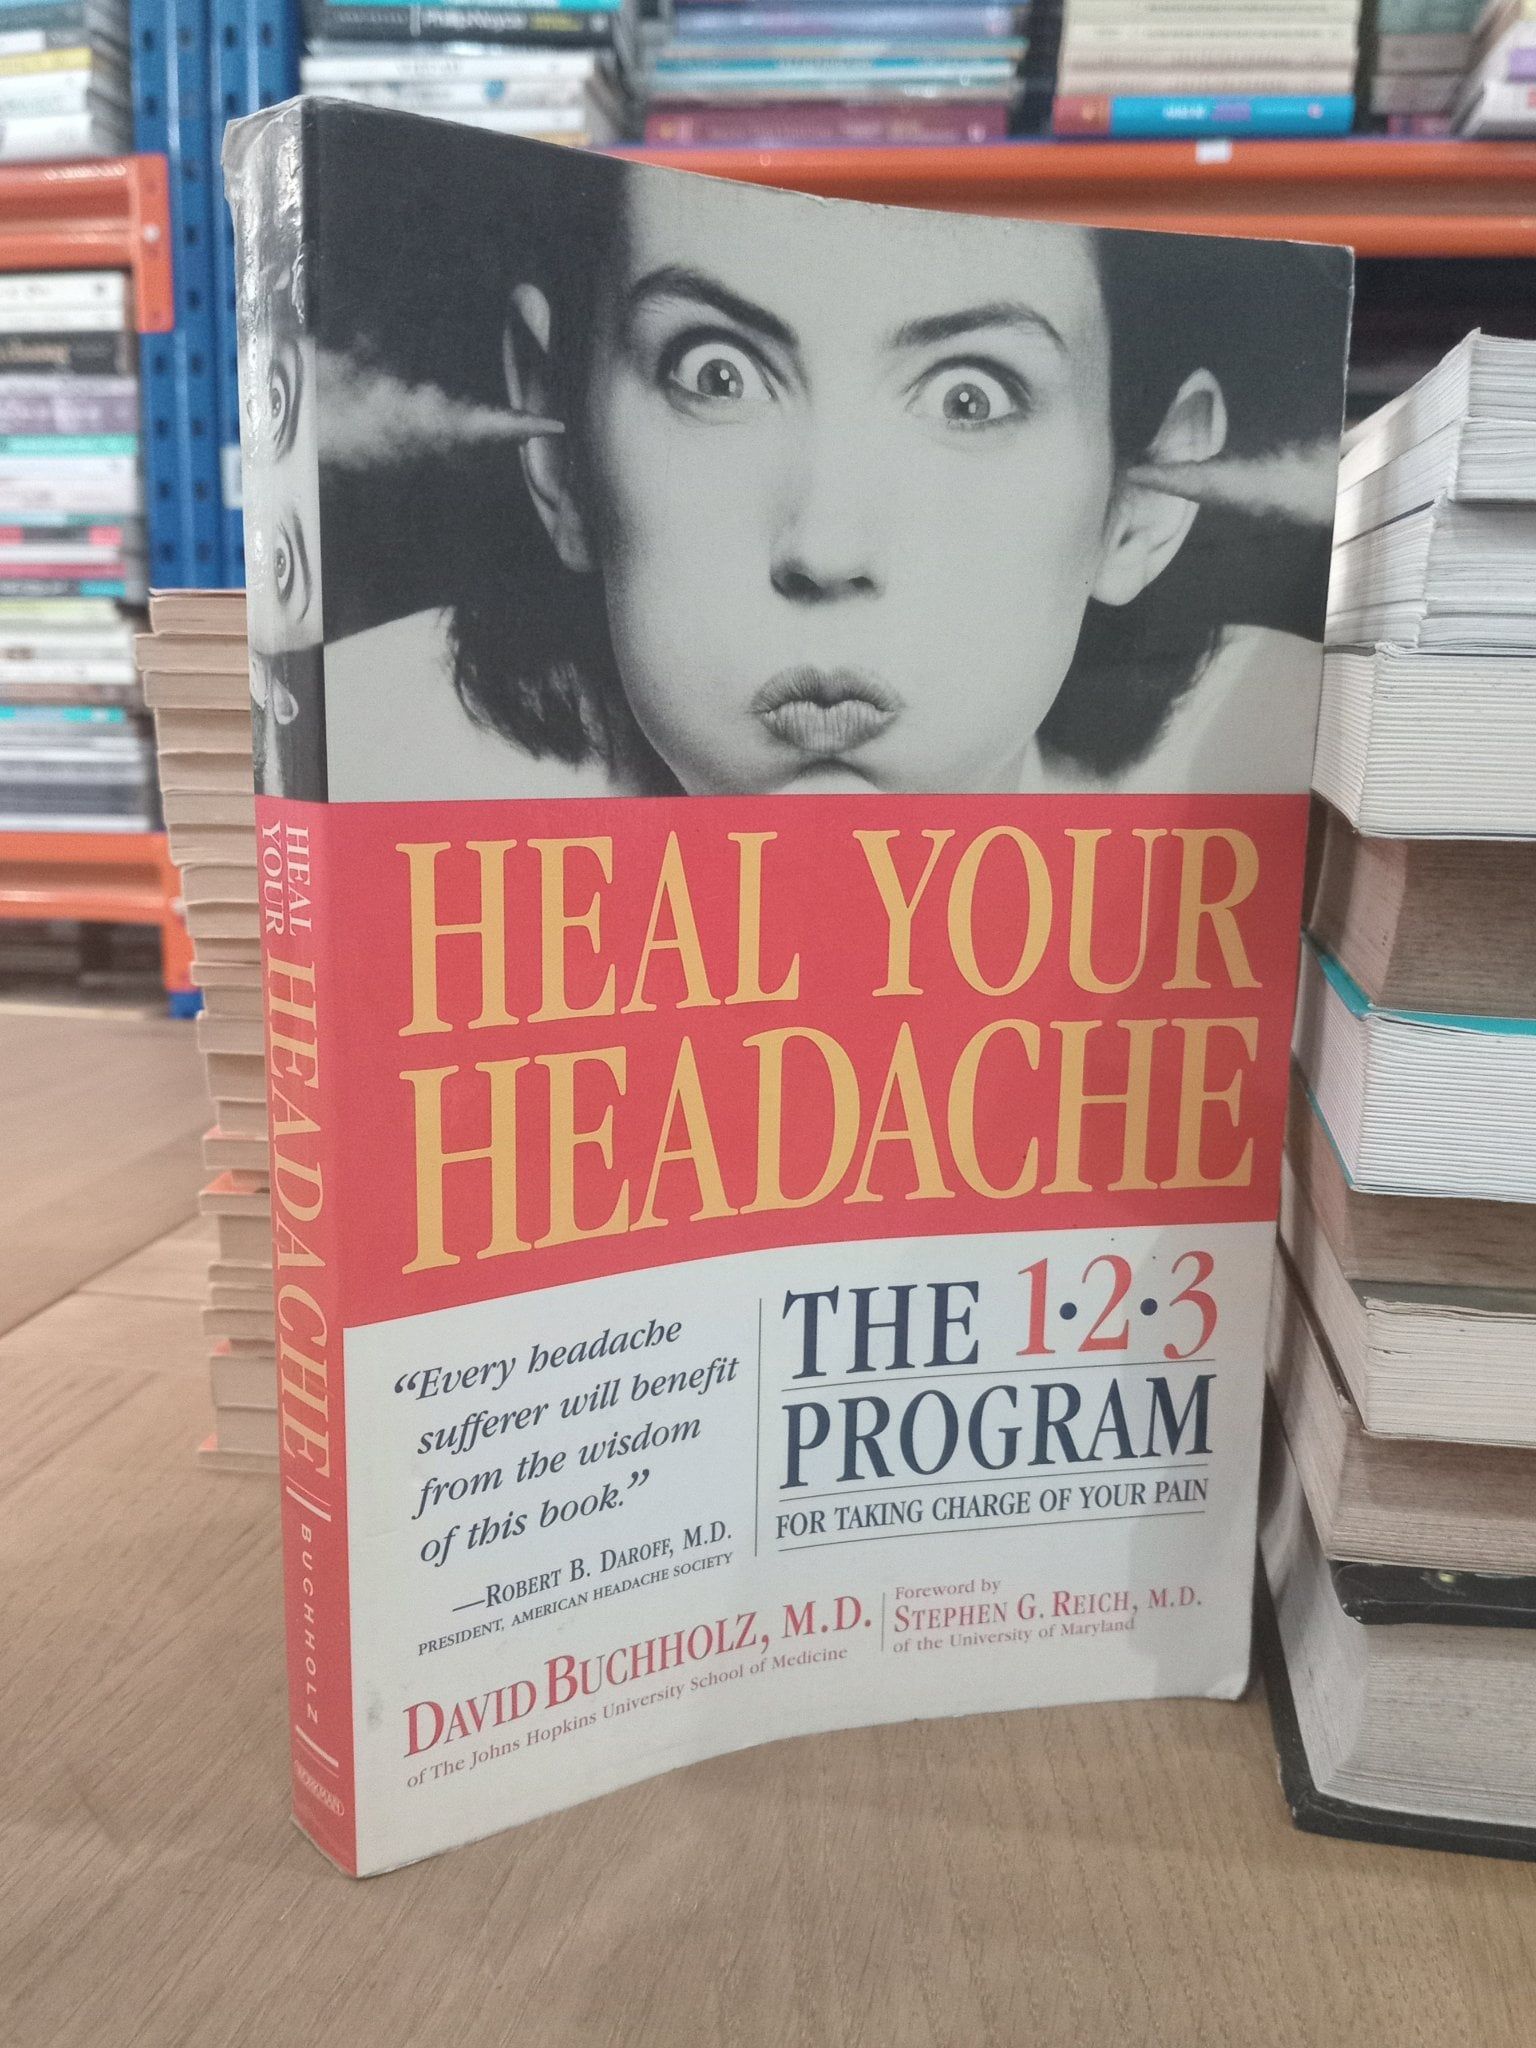 HEAL YOUR
HEADACHE
THE 1·2·3
PROGRAM
FOR TAKING CHARGE OF YOUR PAIN
“Every headache
sufferer will benefit
from the wisdom
of this book.”
—ROBERT B. DAROFF, M.D.
PRESIDENT, AMERICAN HEADACHE SOCIETY
DAVID BUCHHOLZ, M.D.
of The Johns Hopkins University School of Medicine
Foreword by
STEPHEN G. REICH, M.D.
of the University of Maryland
HEAL
YOUR
HEADACHE
BUCHHOLZ
WORKMAN